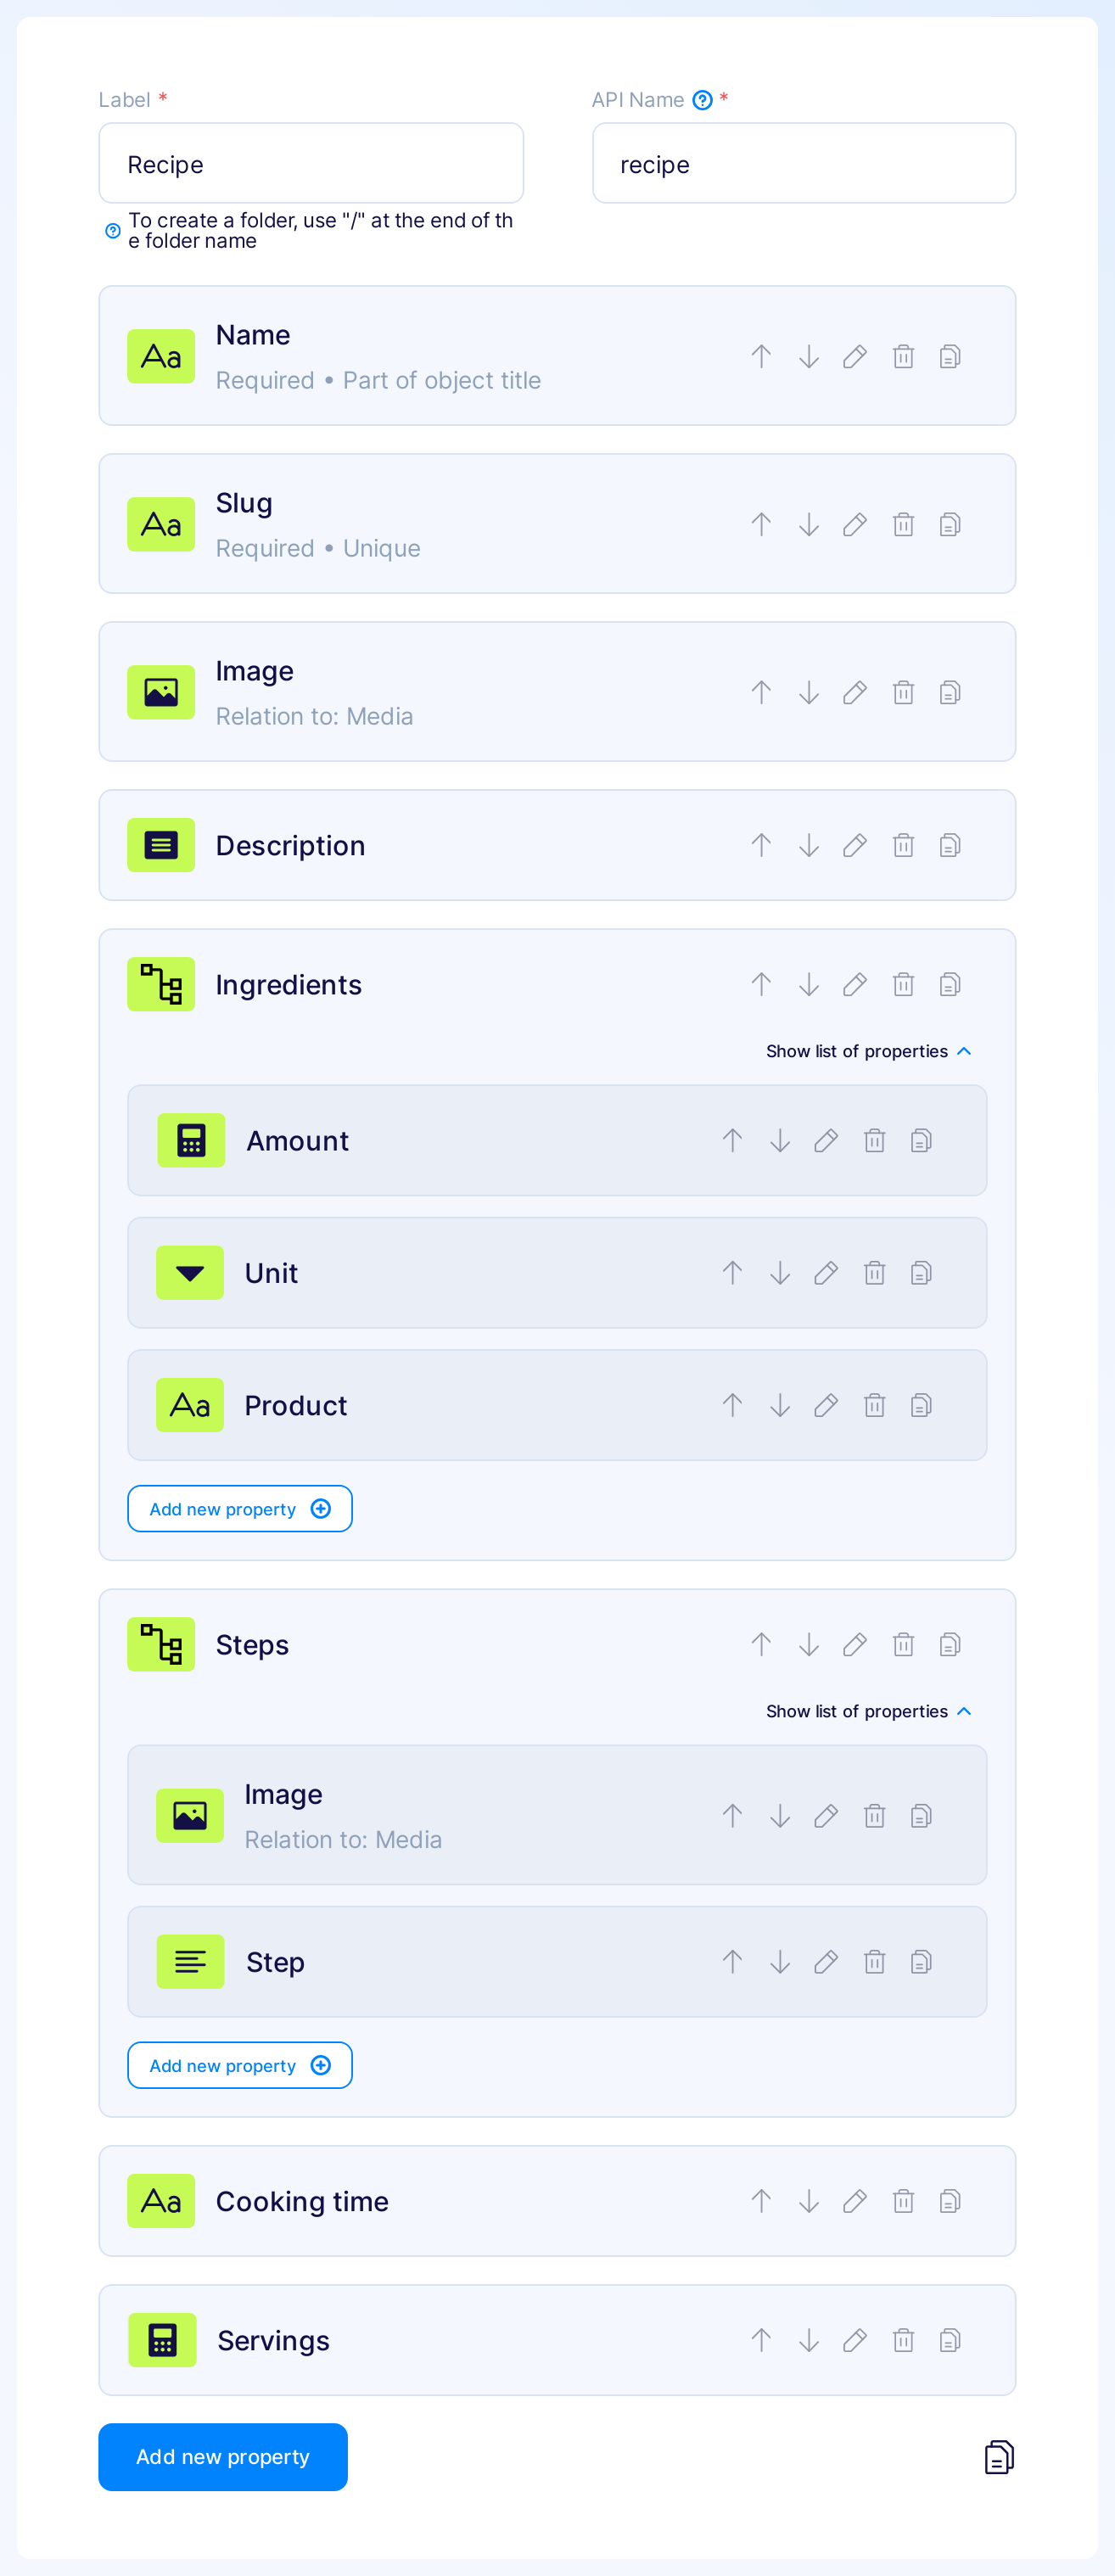 Label *
API Name *
Recipe
recipe
To create a folder, use "/" at the end of th
e folder name
Aa
Name
Required • Part of object title
Aa
Slug
Required • Unique
Image
Relation to: Media
Description
Ingredients
Show list of properties
Amount
Unit
Aa
Product
Add new property
Steps
Show list of properties
Image
Relation to: Media
Step
Add new property
Aa
Cooking time
Servings
Add new property